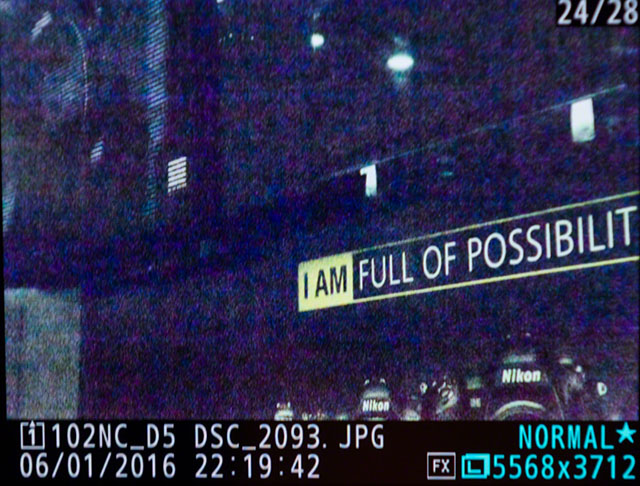 24/28
I AM FULL OF POSSIBILIT
Nikon
Nikon
1 102NC_D5 DSC_2093.JPG NORMAL★
06/01/2016 22:19:42 FX L 5568x3712